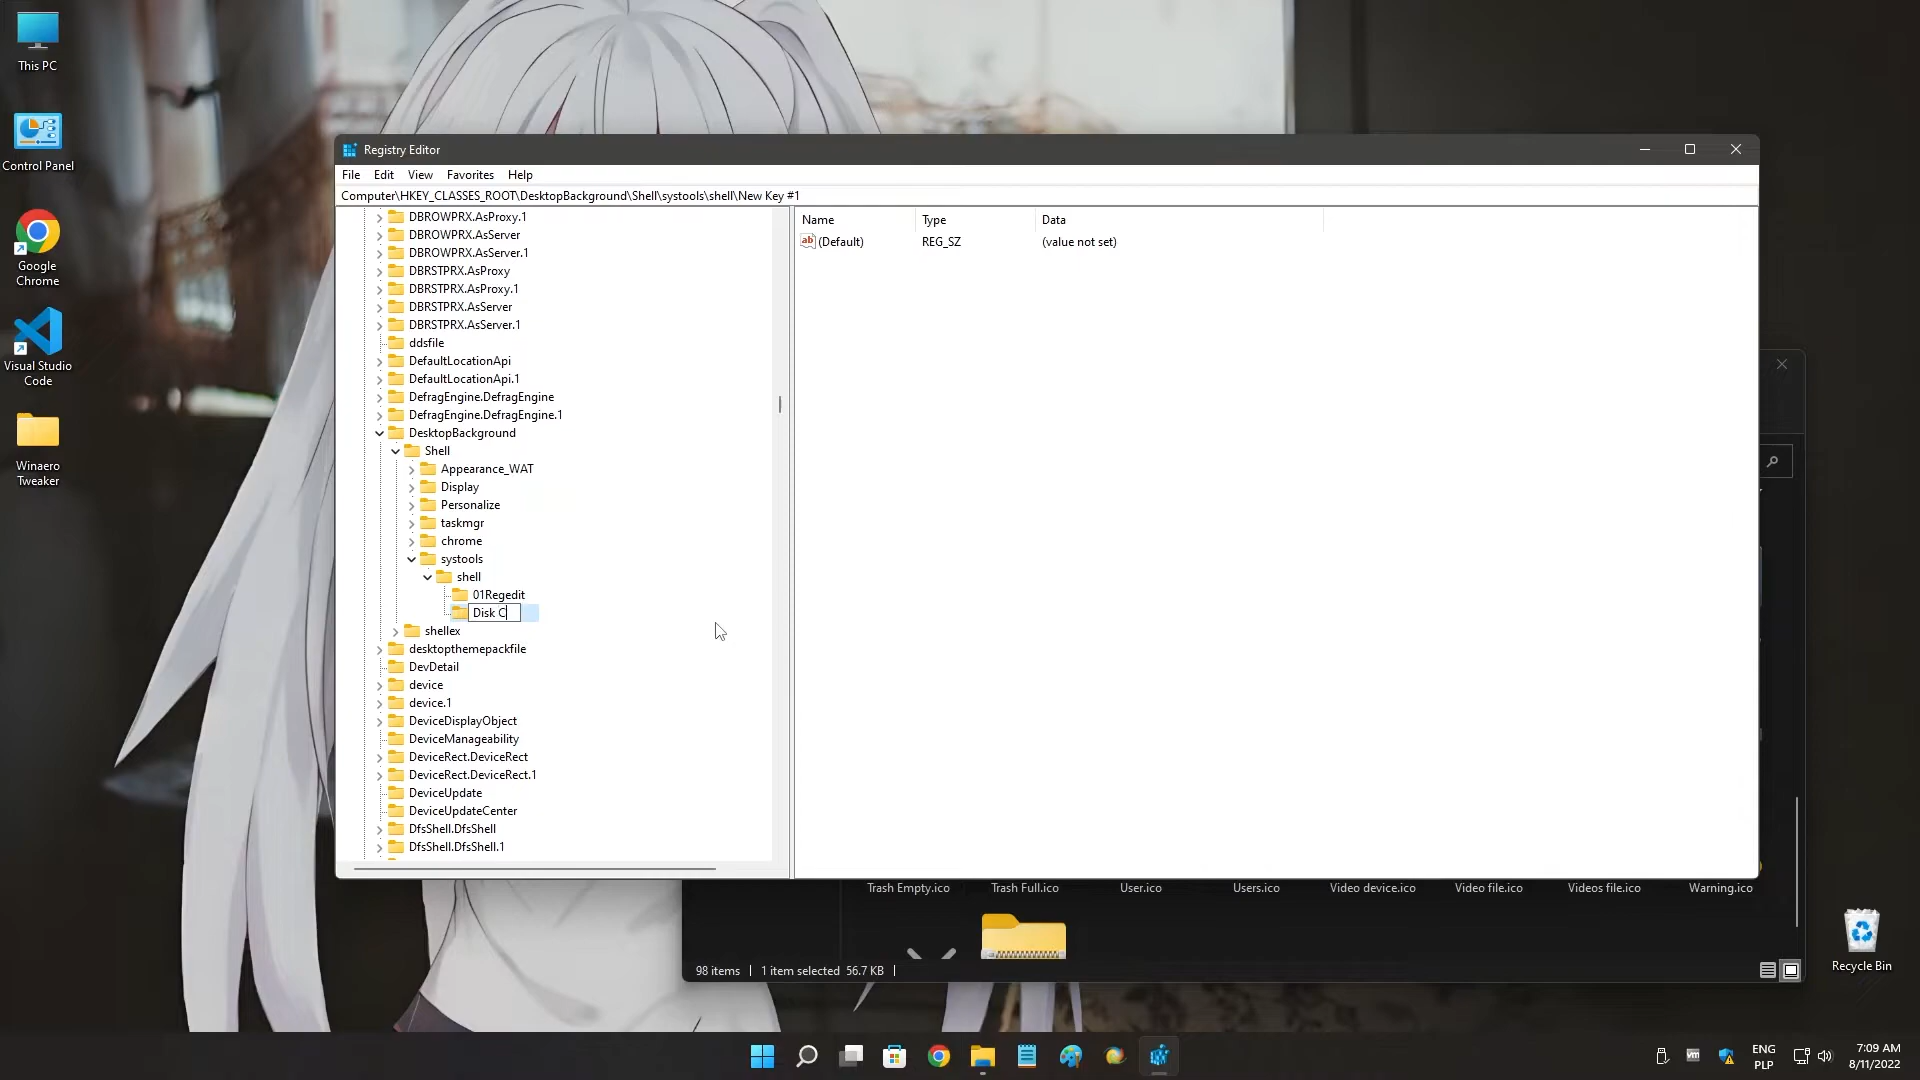 This PC
Control Panel
Google
Chrome
Visual Studio
Code
Winaero
Tweaker
Registry Editor
File Edit View Favorites Help
Computer\HKEY_CLASSES_ROOT\DesktopBackground\Shell\systools\shell\New Key #1
DBROWPRX.AsProxy.1
DBROWPRX.AsServer
DBROWPRX.AsServer.1
DBRSTPRX.AsProxy
DBRSTPRX.AsProxy.1
DBRSTPRX.AsServer
DBRSTPRX.AsServer.1
ddsfile
DefaultLocationApi
DefaultLocationApi.1
DefragEngine.DefragEngine
DefragEngine.DefragEngine.1
DesktopBackground
Shell
Appearance_WAT
Display
Personalize
taskmgr
chrome
systools
shell
01Regedit
Disk C
shellex
desktopthemepackfile
DevDetail
device
device.1
DeviceDisplayObject
DeviceManageability
DeviceRect.DeviceRect
DeviceRect.DeviceRect.1
DeviceUpdate
DeviceUpdateCenter
DfsShell.DfsShell
DfsShell.DfsShell.1
Name Type Data
ab (Default) REG_SZ (value not set)
Trash Empty.ico Trash Full.ico User.ico Users.ico Video device.ico Video file.ico Videos file.ico Warning.ico
98 items 1 item selected 56.7 KB
Recycle Bin
vm
ENG
PLP
7:09 AM
8/11/2022